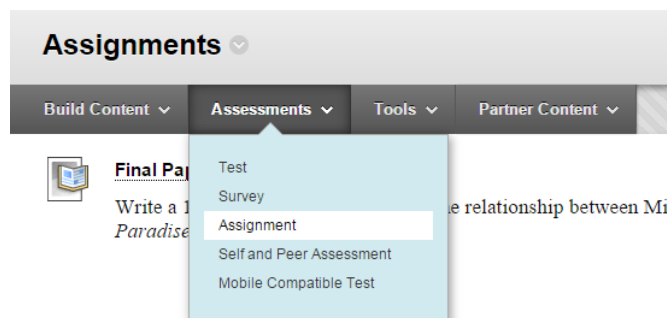 Assignments
Build Content Assessments Tools Partner Content
Final Pa
Write a 1 e relationship between Mi
Paradise
Test
Survey
Assignment
Self and Peer Assessment
Mobile Compatible Test